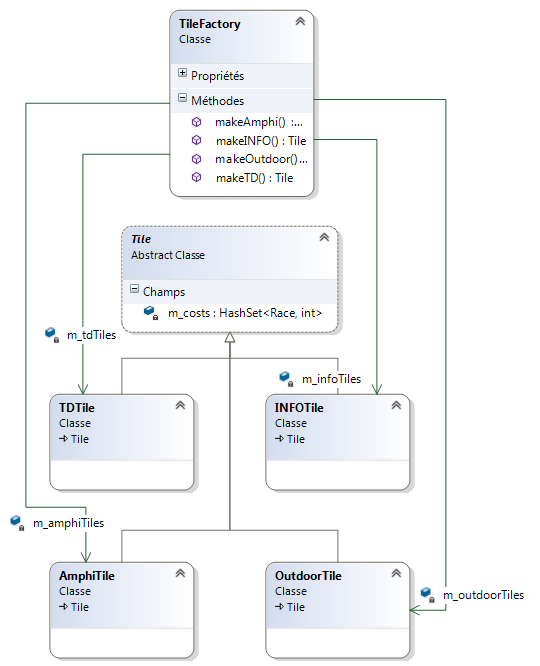 TileFactory
Classe
Propriétés
Méthodes
makeAmphi() :...
makeINFO() : Tile
makeOutdoor()...
makeTD() : Tile
Tile
Abstract Classe
Champs
m_costs : HashSet<Race, int>
m_tdTiles
m_infoTiles
TDTile
Classe
Tile
INFOTile
Classe
Tile
m_amphiTiles
AmphiTile
Classe
Tile
OutdoorTile
Classe
Tile
m_outdoorTiles